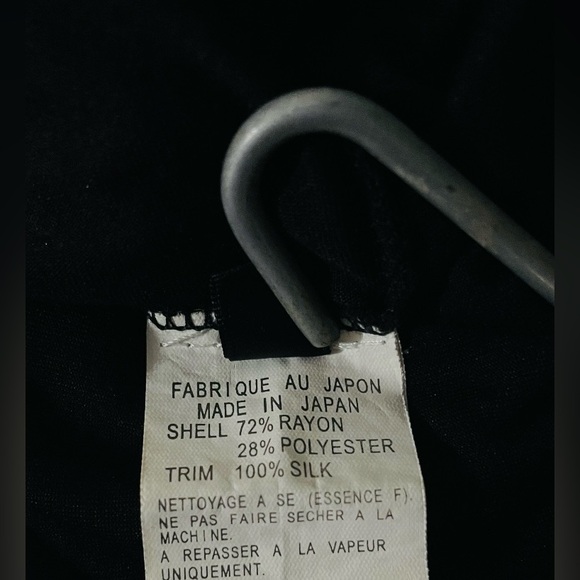 FABRIQUE AU JAPON
MADE IN JAPAN
SHELL 72% RAYON
28% POLYESTER
TRIM 100% SILK
NETTOYAGE A SE (ESSENCE F).
NE PAS FAIRE SECHER A LA
MACHINE.
A REPASSER A LA VAPEUR
UNIQUEMENT.